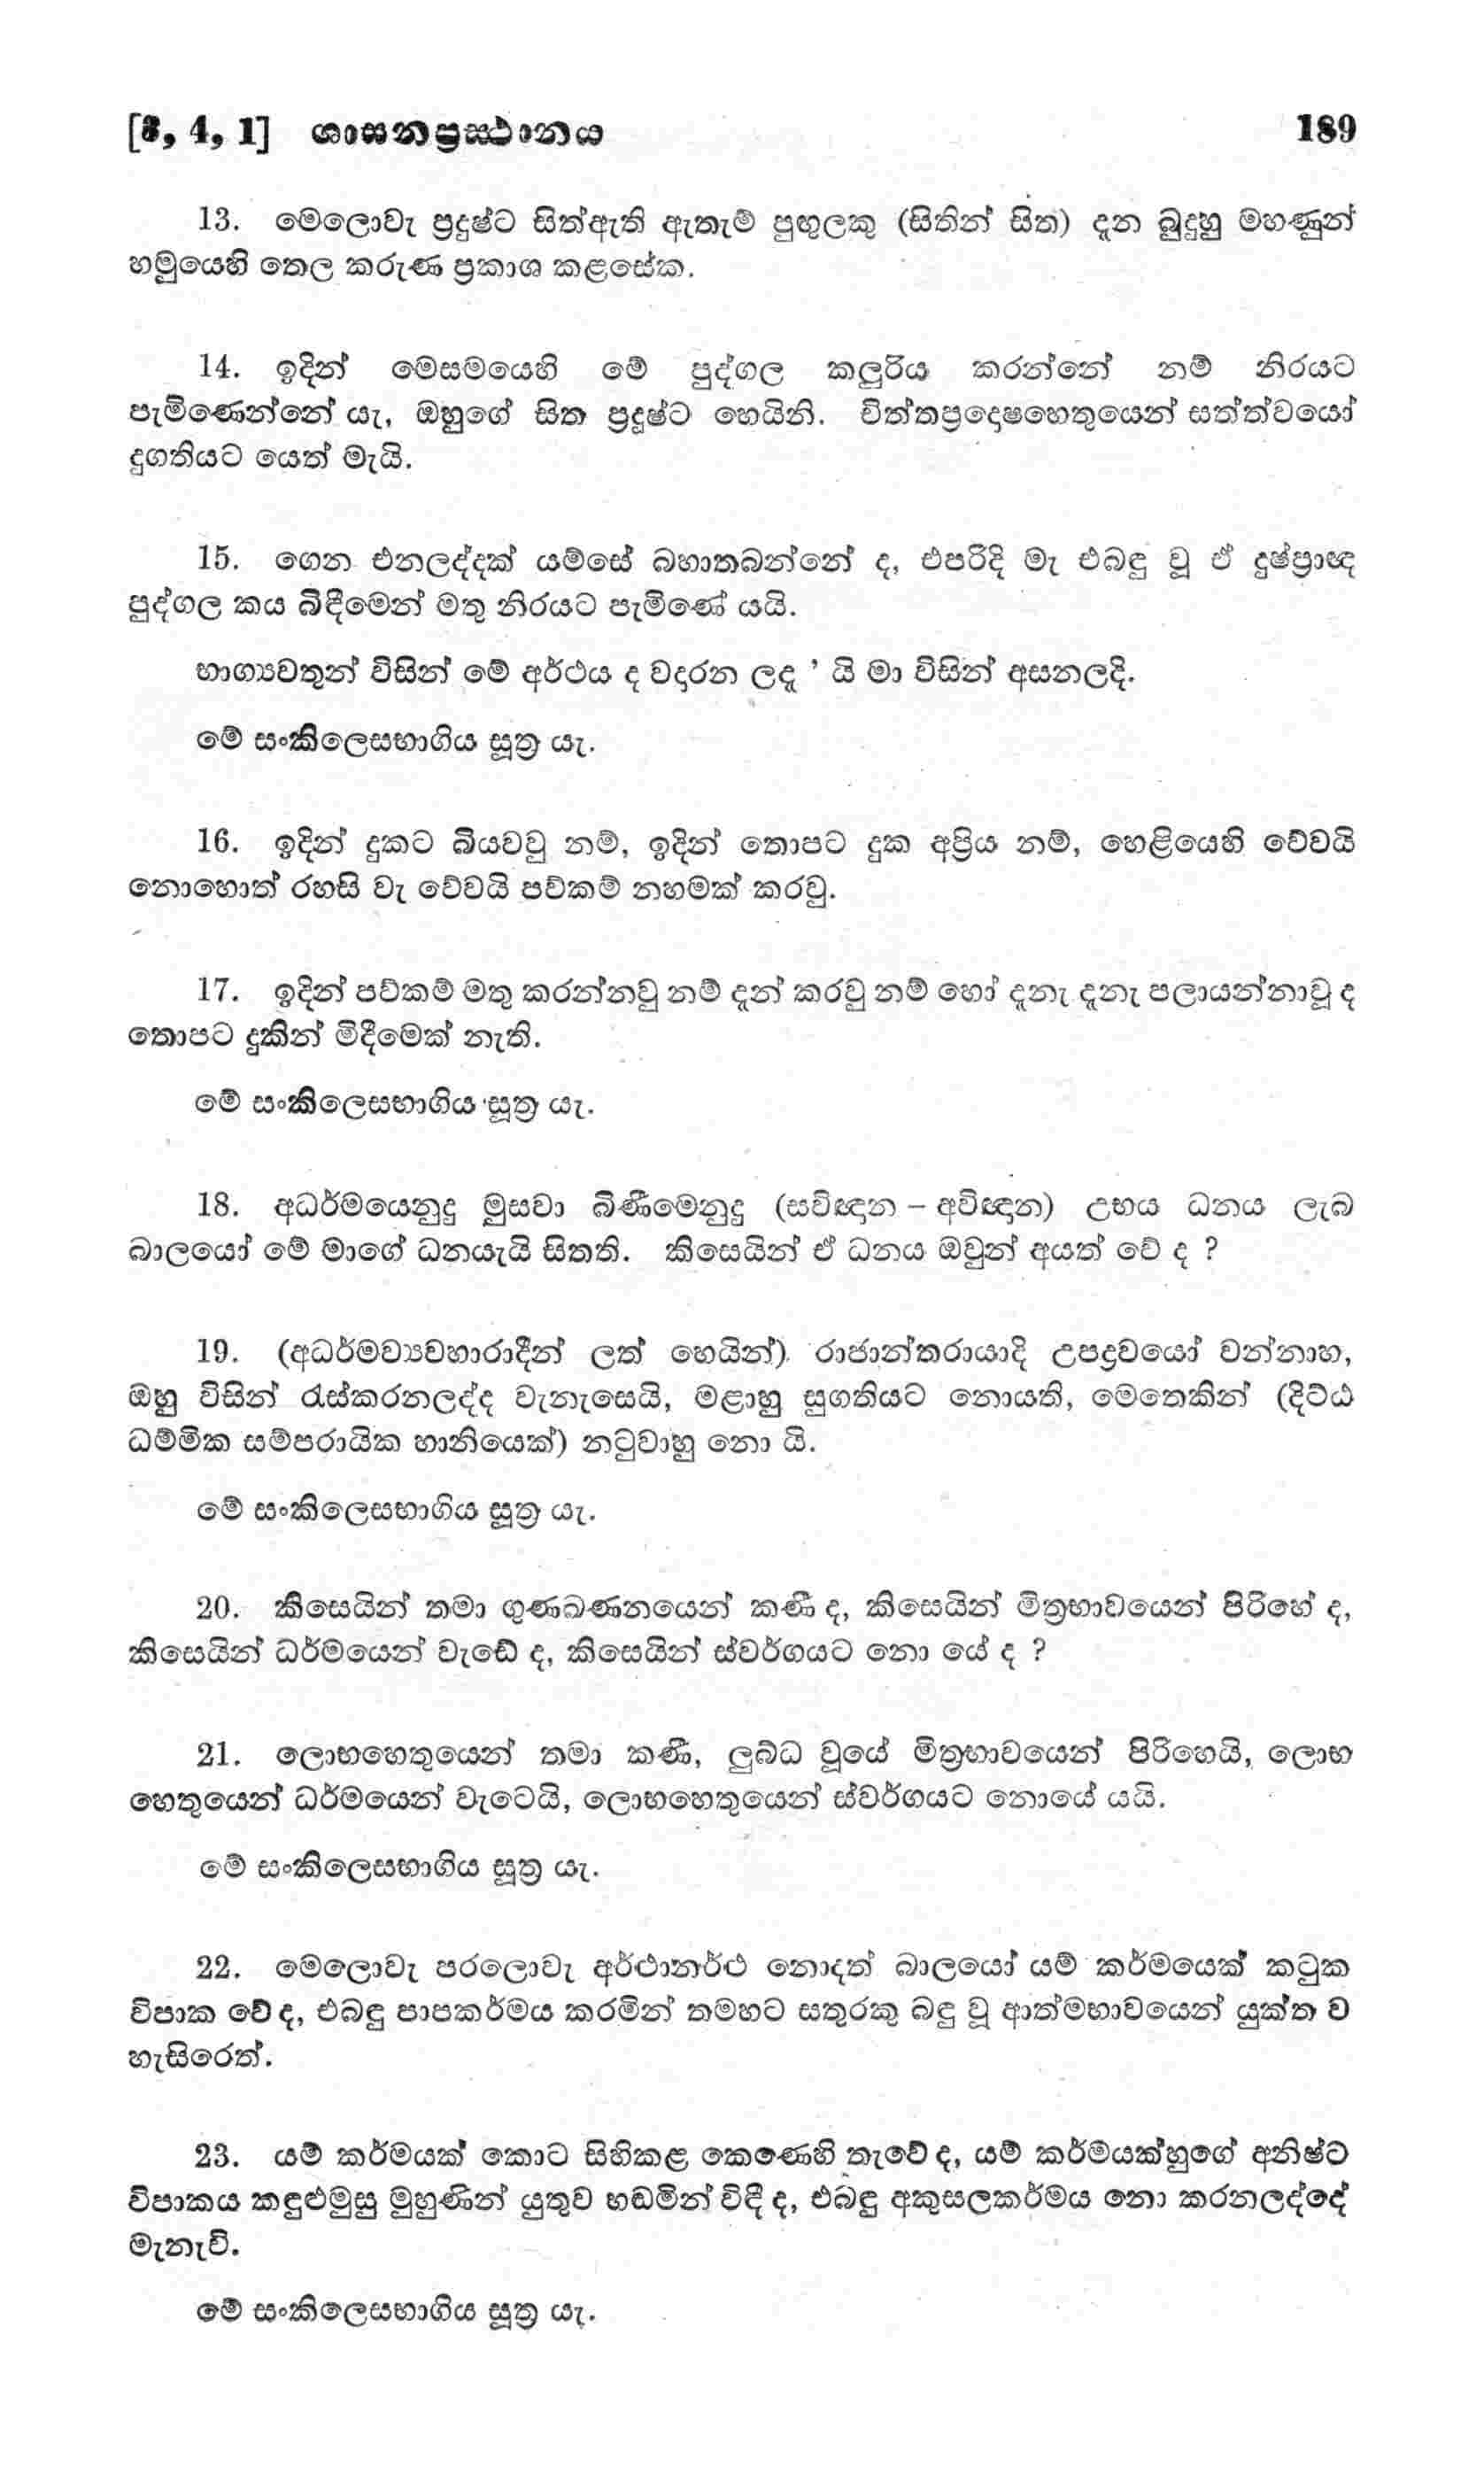 [3, 4, 1] ශාසනප්‍රස්ථානය 189
13. මෙලොවැ ප්‍රදුෂ්ට සිත්ඇති ඇතැම් පුඟුලකු (සිතින් සිත) දැන බුදුහු මහණුන්
හමුයෙහි තෙල කරුණ ප්‍රකාශ කළසේක.
14. ඉදින් මෙසමයෙහි මේ පුද්ගල කලුරිය කරන්නේ නම් නිරයට
පැමිණෙන්නේ යැ, ඔහුගේ සිත ප්‍රදුෂ්ට හෙයිනි. චිත්තප්‍රදොෂහෙතුයෙන් සත්ත්වයෝ
දුගතියට යෙත් මැයි.
15. ගෙන එනලද්දක් යම්සේ බහාතබන්නේ ද, එපරිදි මැ එබඳු වූ ඒ දුෂ්ප්‍රාඥ
පුද්ගල කය බිඳීමෙන් මතු නිරයට පැමිණේ යයි.
භාග්‍යවතුන් විසින් මේ අර්ථය ද වදාරන ලදැ ’ යි මා විසින් අසනලදි.
මේ සංකිලෙසභාගිය සූත්‍ර යැ.
16. ඉදින් දුකට බියවවු නම්, ඉදින් තොපට දුක අප්‍රිය නම්, හෙළියෙහි වේවයි
නොහොත් රහසි වැ වේවයි පව්කම් නහමක් කරවු.
17. ඉදින් පව්කම් මතු කරන්නවු නම් දැන් කරවු නම් හෝ දැනැ දැනැ පලායන්නාවූ ද
තොපට දුකින් මිදීමෙක් නැති.
මේ සංකිලෙසභාගිය සූත්‍ර යැ.
18. අධර්මයෙනුදු මුසවා බිණීමෙනුදු (සවිඥාන – අවිඥාන) උභය ධනය ලැබ
බාලයෝ මේ මාගේ ධනයැයි සිතති. කිසෙයින් ඒ ධනය ඔවුන් අයත් වේ ද ?
19. (අධර්මව්‍යවහාරාදීන් ලත් හෙයින්) රාජාන්තරායාදි උපද්‍රවයෝ වන්නාහ,
ඔහු විසින් රැස්කරනලද්ද වැනැසෙයි, මළාහු සුගතියට නොයති, මෙතෙකින් (දිට්ඨ
ධම්මික සම්පරායික හානියෙක්) නටුවාහු නො යි.
මේ සංකිලෙසභාගිය සූත්‍ර යැ.
20. කිසෙයින් තමා ගුණඛණනයෙන් කණී ද, කිසෙයින් මිත්‍රභාවයෙන් පිරිහේ ද,
කිසෙයින් ධර්මයෙන් වැඩේ ද, කිසෙයින් ස්වර්ගයට නො යේ ද ?
21. ලොභහෙතුයෙන් තමා කණී, ලුබ්ධ වූයේ මිත්‍රභාවයෙන් පිරිහෙයි, ලොභ
හෙතුයෙන් ධර්මයෙන් වැටෙයි, ලොභහෙතුයෙන් ස්වර්ගයට නොයේ යයි.
මේ සංකිලෙසභාගිය සූත්‍ර යැ.
22. මෙලොවැ පරලොවැ අර්ථානර්ථ නොදත් බාලයෝ යම් කර්මයෙක් කටුක
විපාක වේ ද, එබඳු පාපකර්මය කරමින් තමහට සතුරකු බඳු වූ ආත්මභාවයෙන් යුක්ත ව
හැසිරෙත්.
23. යම් කර්මයක් කොට සිහිකළ කෙණෙහි තැවේ ද, යම් කර්මයක්හුගේ අනිෂ්ට
විපාකය කඳුළුමුසු මුහුණින් යුතුව හඬමින් විඳී ද, එබඳු අකුසලකර්මය නො කරනලද්දේ
මැනැවි.
මේ සංකිලෙසභාගිය සූත්‍ර යැ.